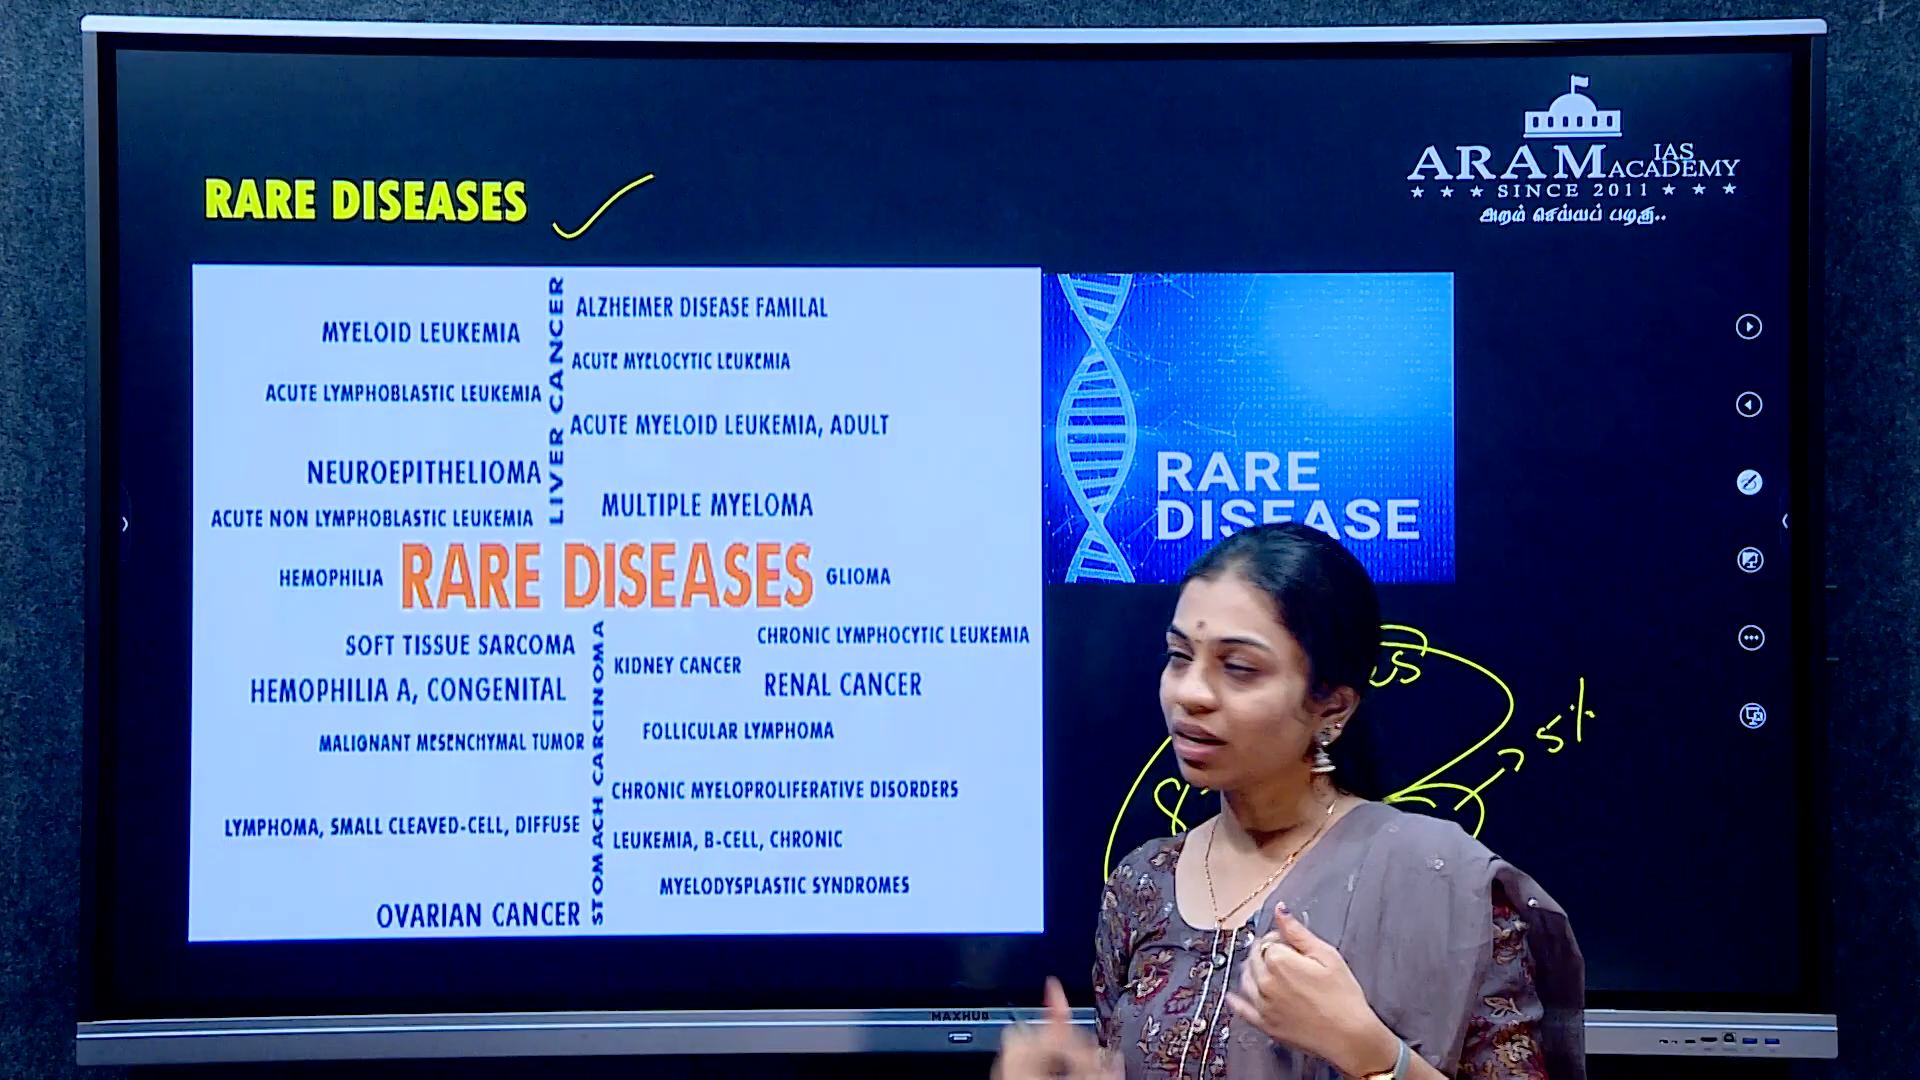 ARAM IAS ACADEMY
★ ★ ★ SINCE 2011 ★ ★ ★
அறம் செய்யப் பழகு..
RARE DISEASES
LIVER CANCER
ALZHEIMER DISEASE FAMILAL
MYELOID LEUKEMIA
ACUTE MYELOCYTIC LEUKEMIA
ACUTE LYMPHOBLASTIC LEUKEMIA
ACUTE MYELOID LEUKEMIA, ADULT
NEUROEPITHELIOMA
MULTIPLE MYELOMA
ACUTE NON LYMPHOBLASTIC LEUKEMIA
HEMOPHILIA
RARE DISEASES
GLIOMA
SOFT TISSUE SARCOMA
STOMACH CARCINOMA
CHRONIC LYMPHOCYTIC LEUKEMIA
KIDNEY CANCER
HEMOPHILIA A, CONGENITAL
RENAL CANCER
MALIGNANT MESENCHYMAL TUMOR
FOLLICULAR LYMPHOMA
CHRONIC MYELOPROLIFERATIVE DISORDERS
LYMPHOMA, SMALL CLEAVED-CELL, DIFFUSE
LEUKEMIA, B-CELL, CHRONIC
MYELODYSPLASTIC SYNDROMES
OVARIAN CANCER
RARE
DISEASE
5%
MAXHUB